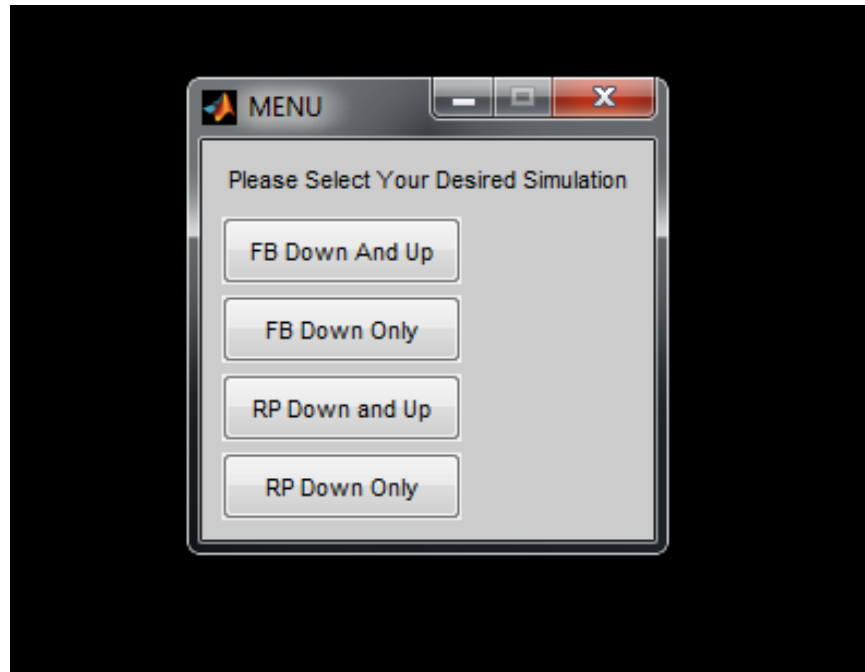 MENU
Please Select Your Desired Simulation
FB Down And Up
FB Down Only
RP Down and Up
RP Down Only